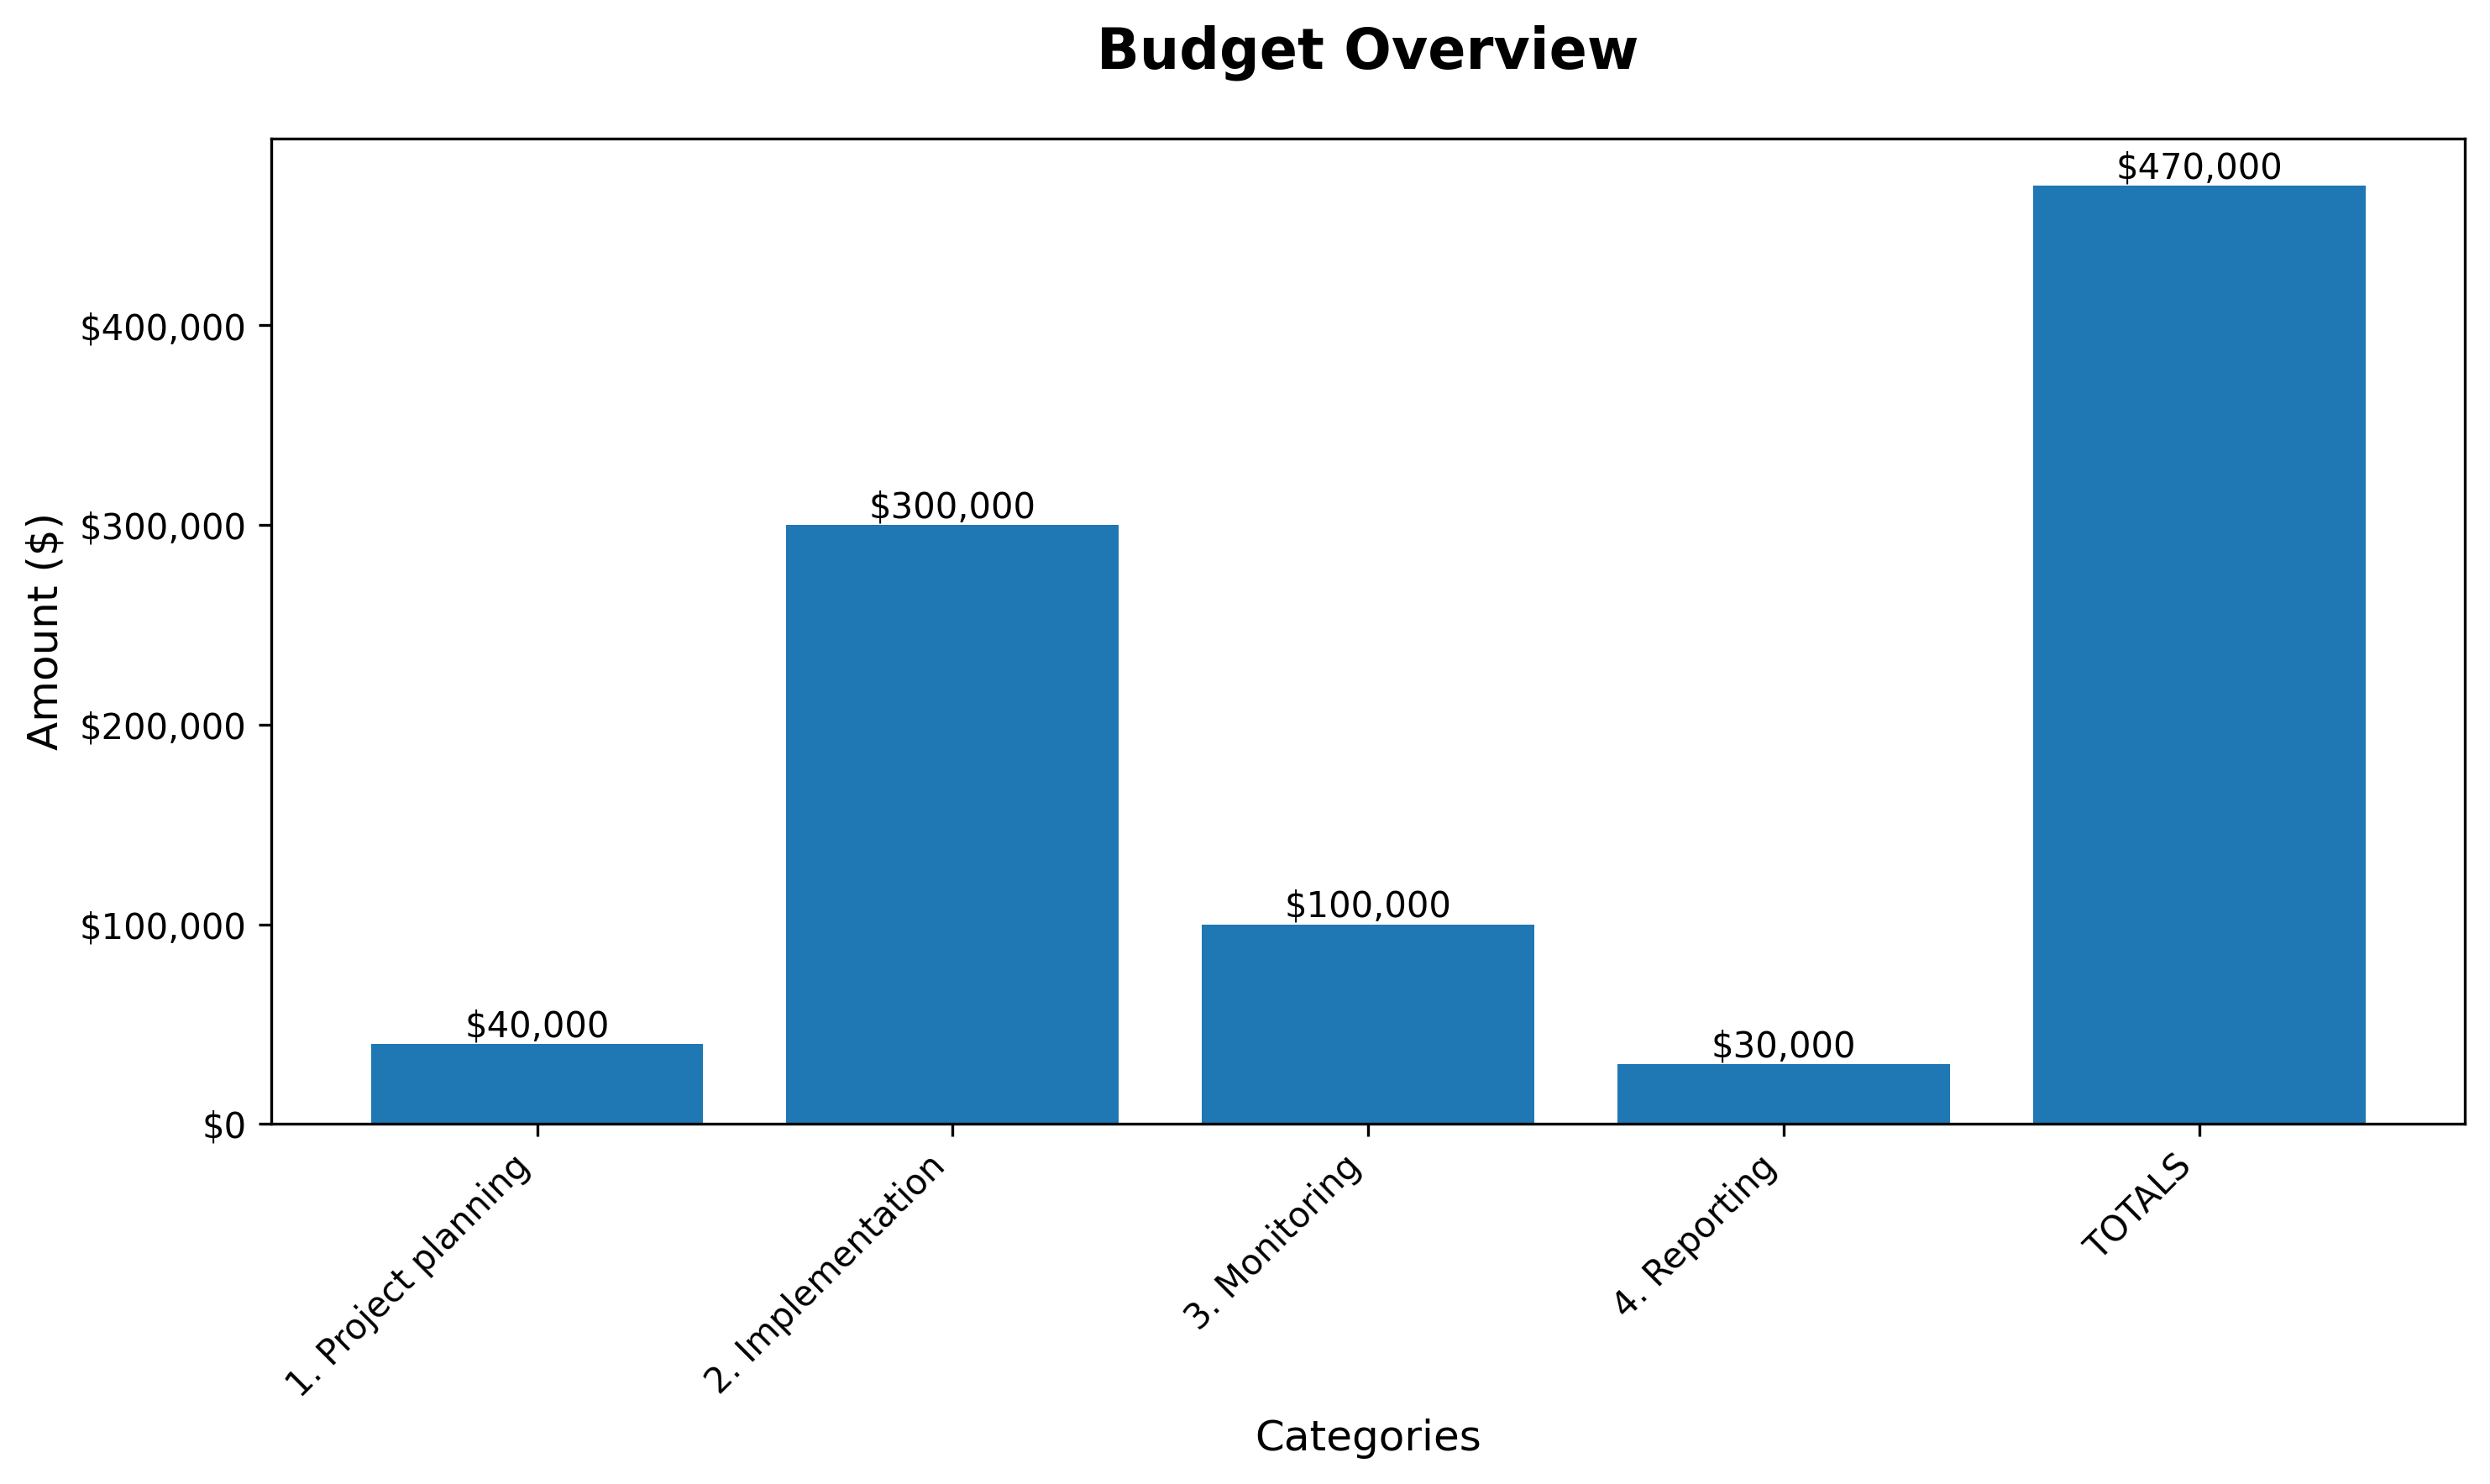 Budget Overview
$470,000
$400,000
$300,000
$300,000
$200,000
$100,000
$100,000
$40,000
$30,000
$0
Amount ($)
1. Project planning
2. Implementation
3. Monitoring
4. Reporting
TOTALS
Categories